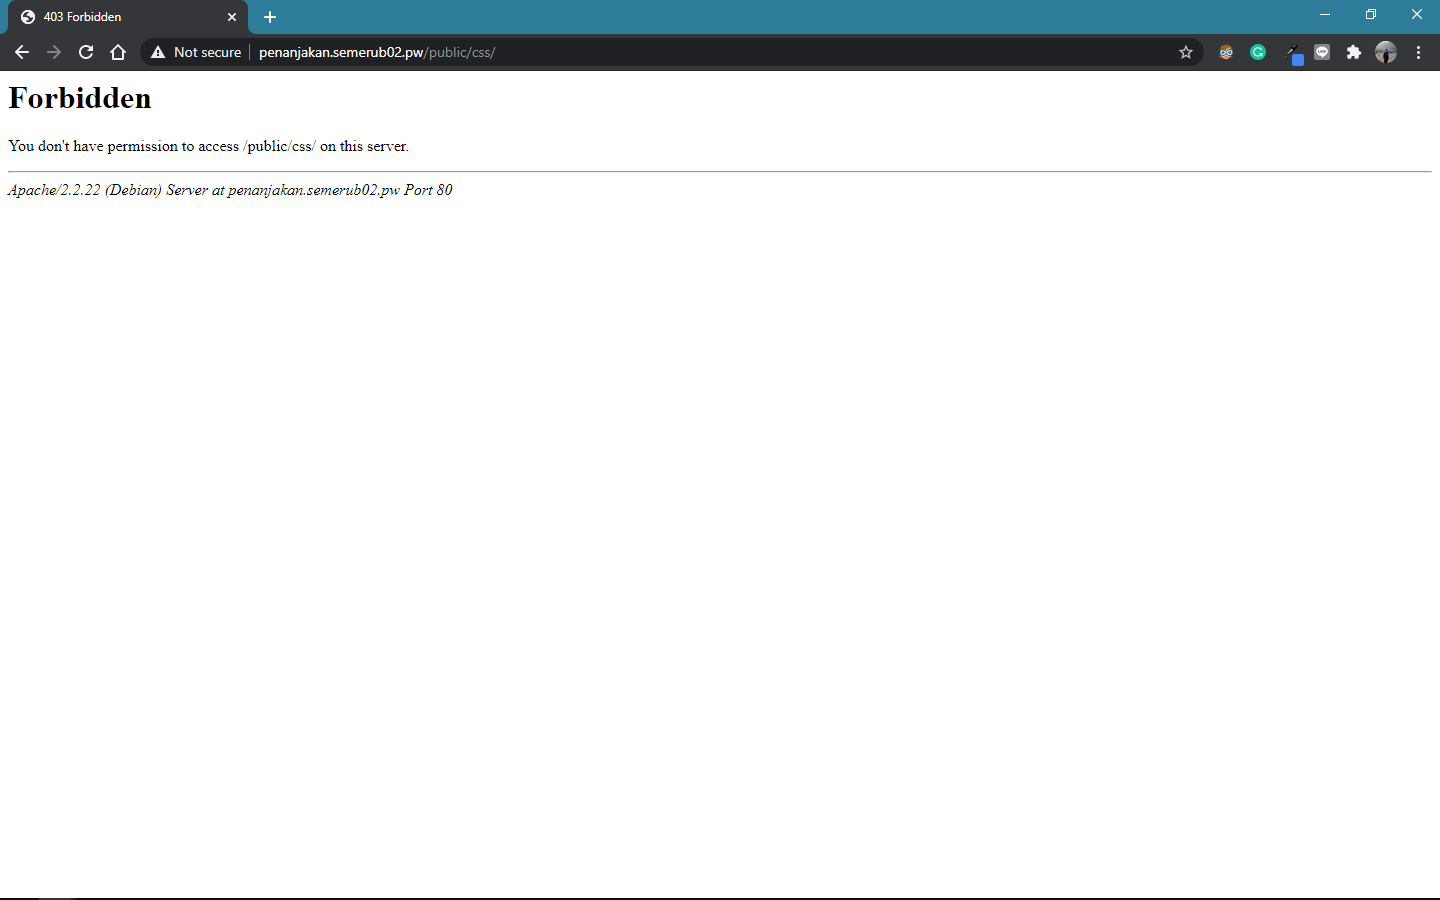 403 Forbidden
Not secure penanjakan.semerub02.pw/public/css/
Forbidden
You don't have permission to access /public/css/ on this server.
Apache/2.2.22 (Debian) Server at penanjakan.semerub02.pw Port 80